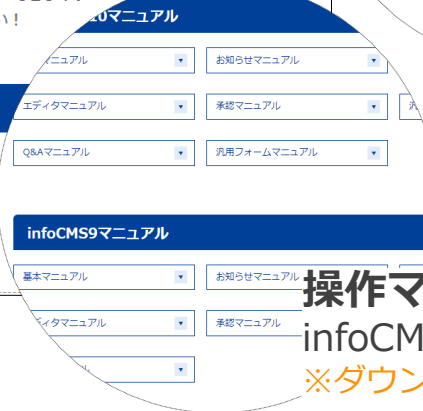 い！
10マニュアル
マニュアル
お知らせマニュアル
エディタマニュアル
承認マニュアル
Q&Aマニュアル
汎用フォームマニュアル
infoCMS9マニュアル
基本マニュアル
お知らせマニュアル
ィタマニュアル
承認マニュアル
操作マ
infoCM
※ダウン